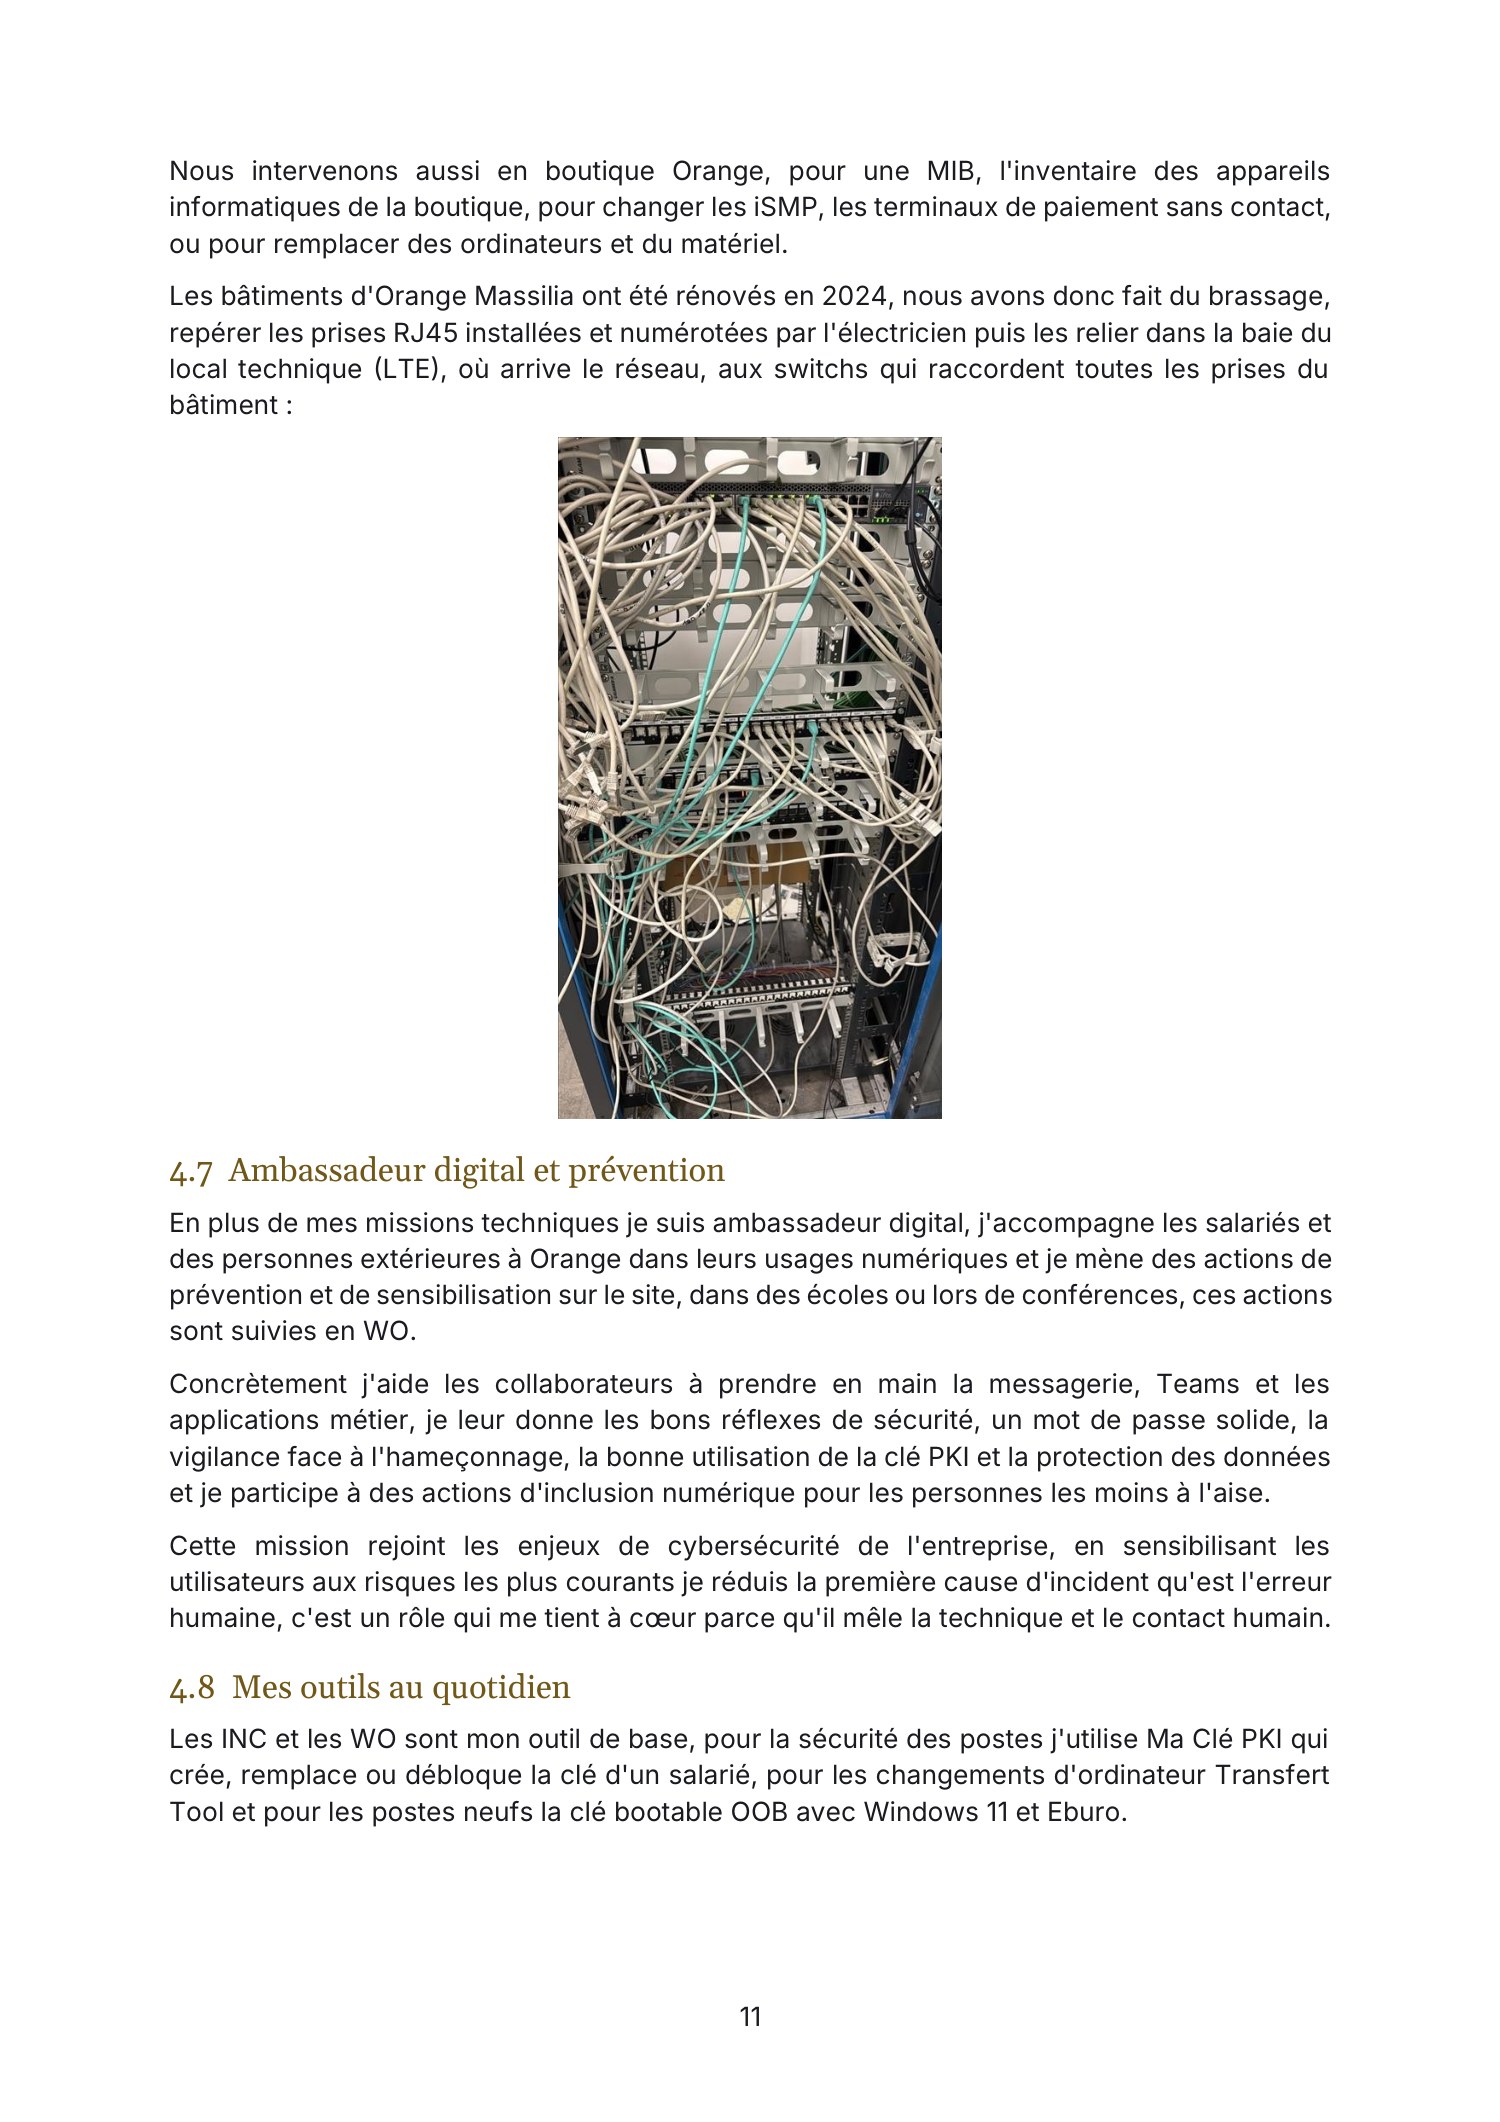 Nous intervenons aussi en boutique Orange, pour une MIB, l'inventaire des appareils
informatiques de la boutique, pour changer les iSMP, les terminaux de paiement sans contact,
ou pour remplacer des ordinateurs et du matériel.
Les bâtiments d'Orange Massilia ont été rénovés en 2024, nous avons donc fait du brassage,
repérer les prises RJ45 installées et numérotées par l'électricien puis les relier dans la baie du
local technique (LTE), où arrive le réseau, aux switchs qui raccordent toutes les prises du
bâtiment :
4.7 Ambassadeur digital et prévention
En plus de mes missions techniques je suis ambassadeur digital, j'accompagne les salariés et
des personnes extérieures à Orange dans leurs usages numériques et je mène des actions de
prévention et de sensibilisation sur le site, dans des écoles ou lors de conférences, ces actions
sont suivies en WO.
Concrètement j'aide les collaborateurs à prendre en main la messagerie, Teams et les
applications métier, je leur donne les bons réflexes de sécurité, un mot de passe solide, la
vigilance face à l'hameçonnage, la bonne utilisation de la clé PKI et la protection des données
et je participe à des actions d'inclusion numérique pour les personnes les moins à l'aise.
Cette mission rejoint les enjeux de cybersécurité de l'entreprise, en sensibilisant les
utilisateurs aux risques les plus courants je réduis la première cause d'incident qu'est l'erreur
humaine, c'est un rôle qui me tient à cœur parce qu'il mêle la technique et le contact humain.
4.8 Mes outils au quotidien
Les INC et les WO sont mon outil de base, pour la sécurité des postes j'utilise Ma Clé PKI qui
crée, remplace ou débloque la clé d'un salarié, pour les changements d'ordinateur Transfert
Tool et pour les postes neufs la clé bootable OOB avec Windows 11 et Eburo.
11